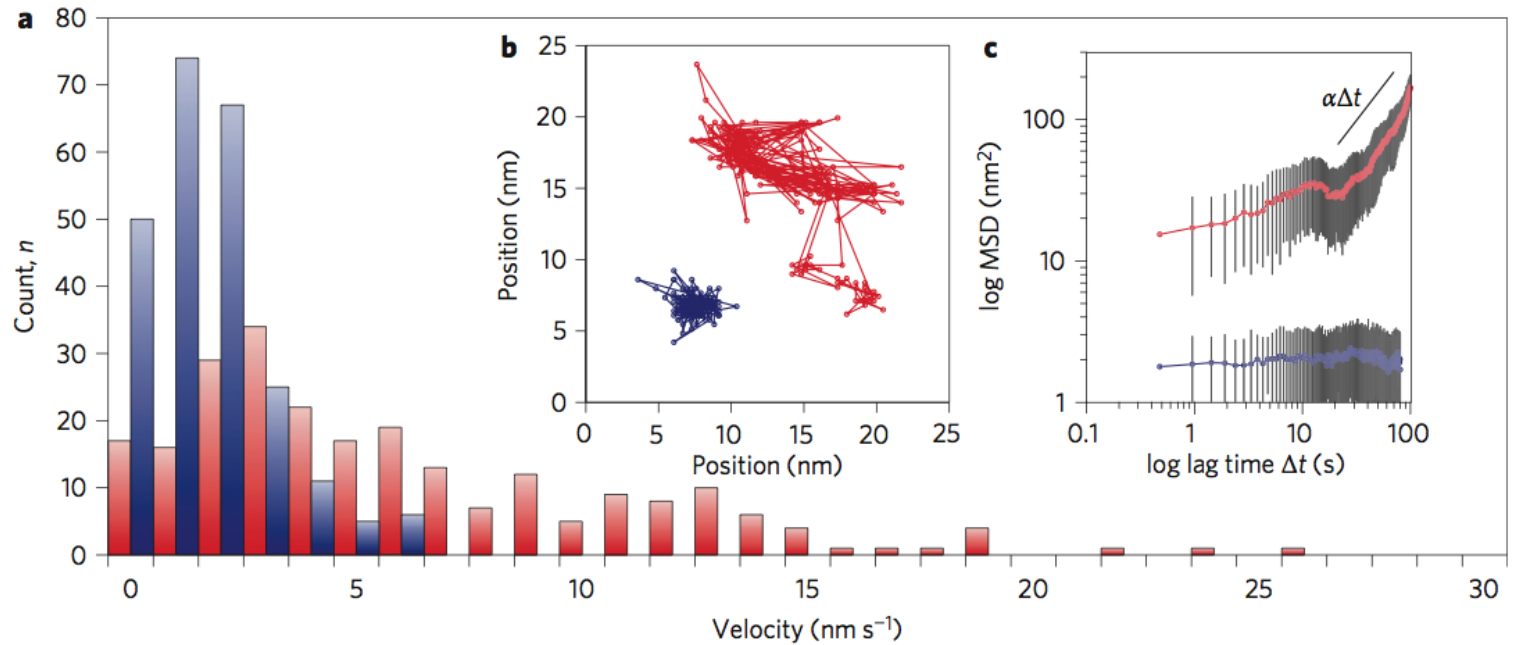 a
80
70
60
50
40
30
20
10
0
Count, n
0 5 10 15 20 25 30
Velocity (nm s⁻¹)
b
25
20
15
10
5
0
Position (nm)
0 5 10 15 20 25
Position (nm)
c
αΔt
100
10
1
log MSD (nm²)
0.1 1 10 100
log lag time Δt (s)